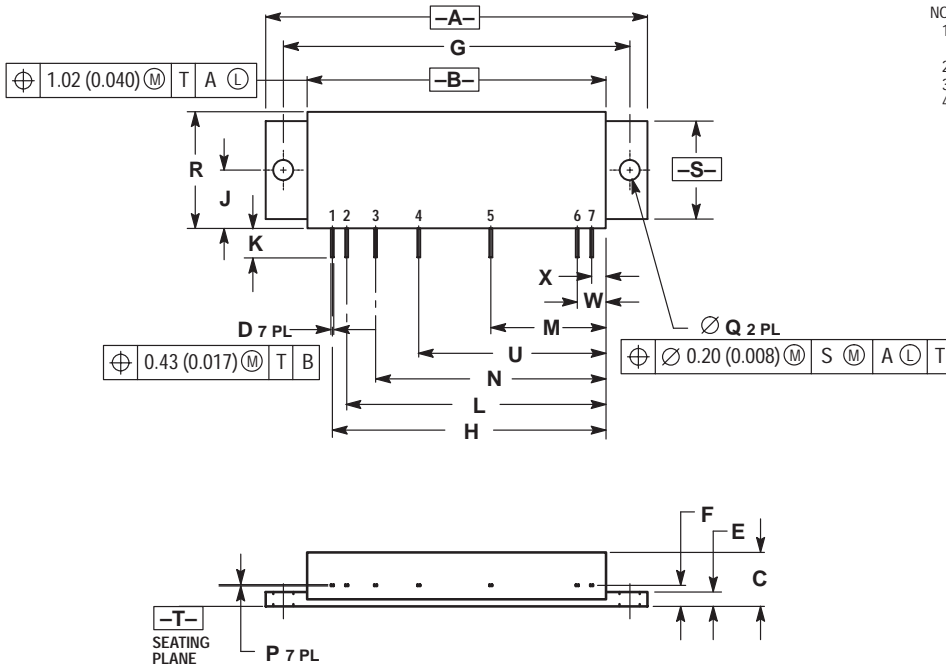 –A–
NO
1
2
3
4
G
⌖ 1.02 (0.040) Ⓜ T A Ⓛ
–B–
R
J
K
–S–
1 2 3 4 5 6 7
X
W
D 7 PL
M
∅ Q 2 PL
⌖ 0.43 (0.017) Ⓜ T B
U
⌖ ∅ 0.20 (0.008) Ⓜ S Ⓜ A Ⓛ T
N
L
H
F
E
C
–T–
SEATING
PLANE
P 7 PL